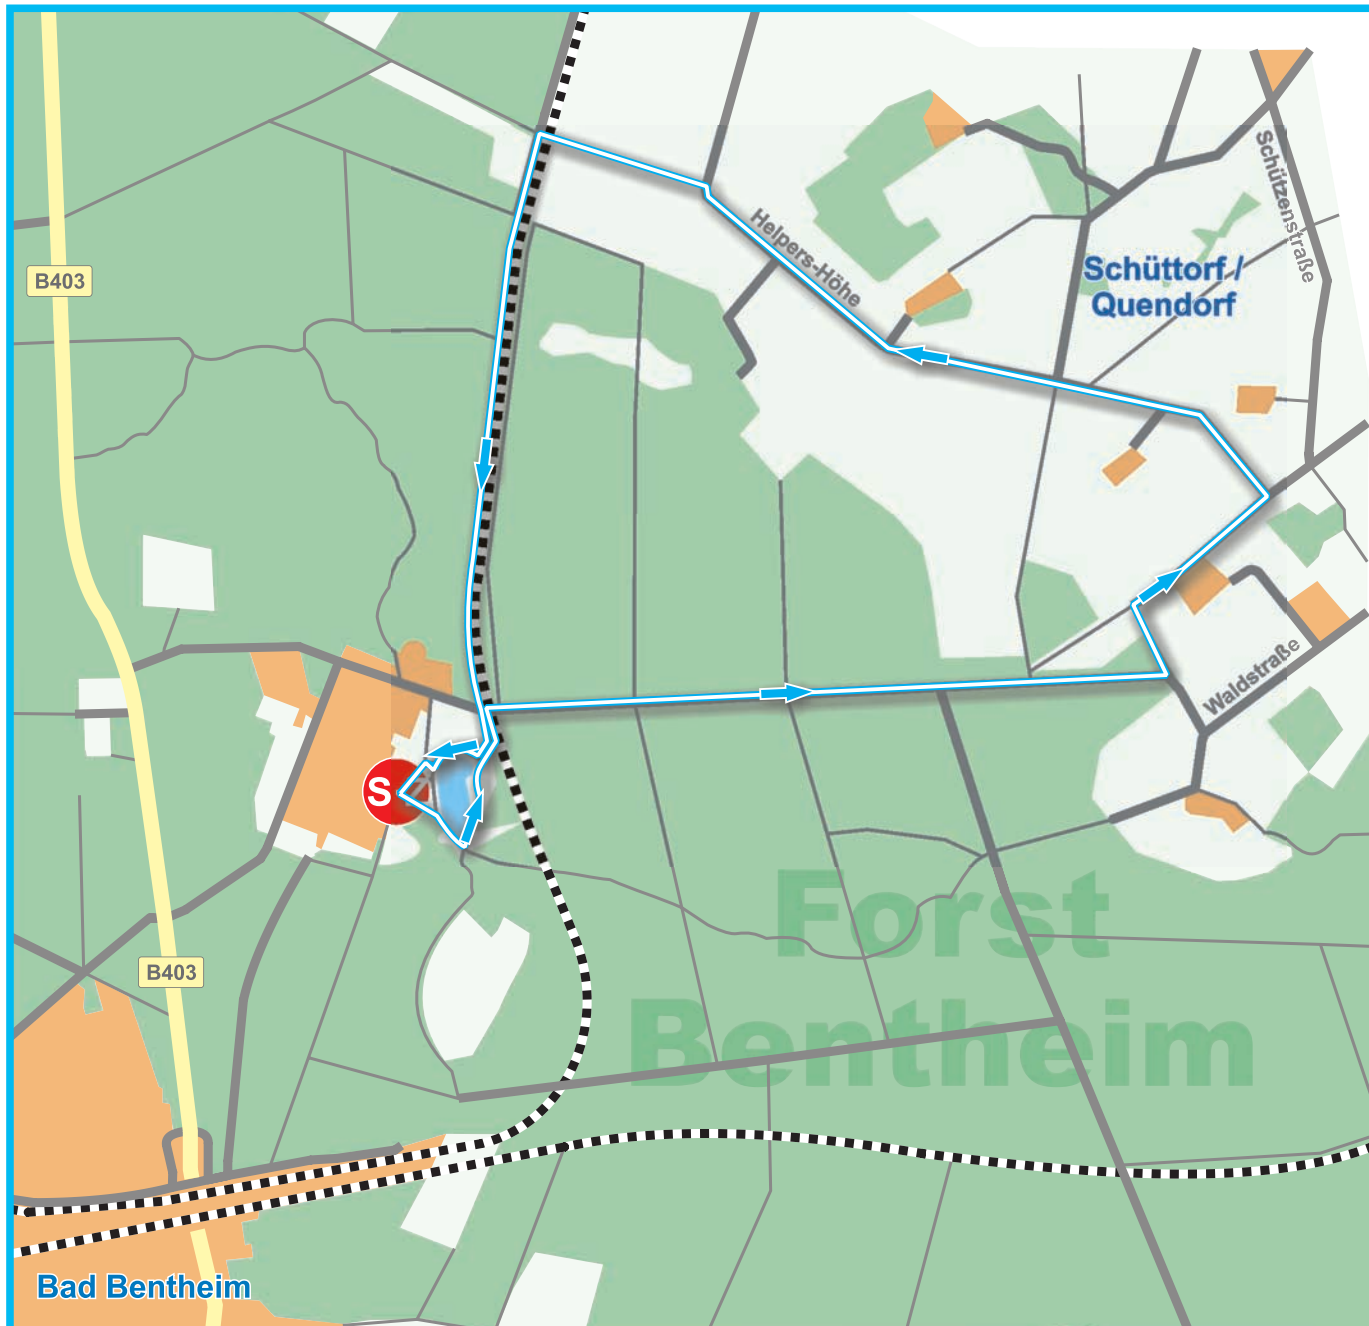 Schützenstraße
Helpers-Höhe
Schüttorf /
Quendorf
B403
Waldstraße
S
Forst
B403
Bentheim
Bad Bentheim